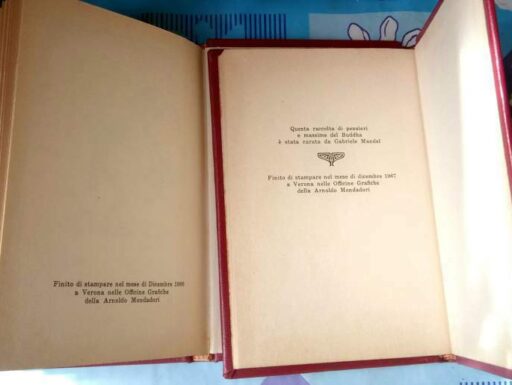 Finito di stampare nel mese di Dicembre 1966
a Verona nelle Officine Grafiche
della Arnoldo Mondadori
Questa raccolta di pensieri
e massime del Buddha
è stata curata da Gabriele Mandel
Finito di stampare nel mese di dicembre 1967
a Verona nelle Officine Grafiche
della Arnoldo Mondadori